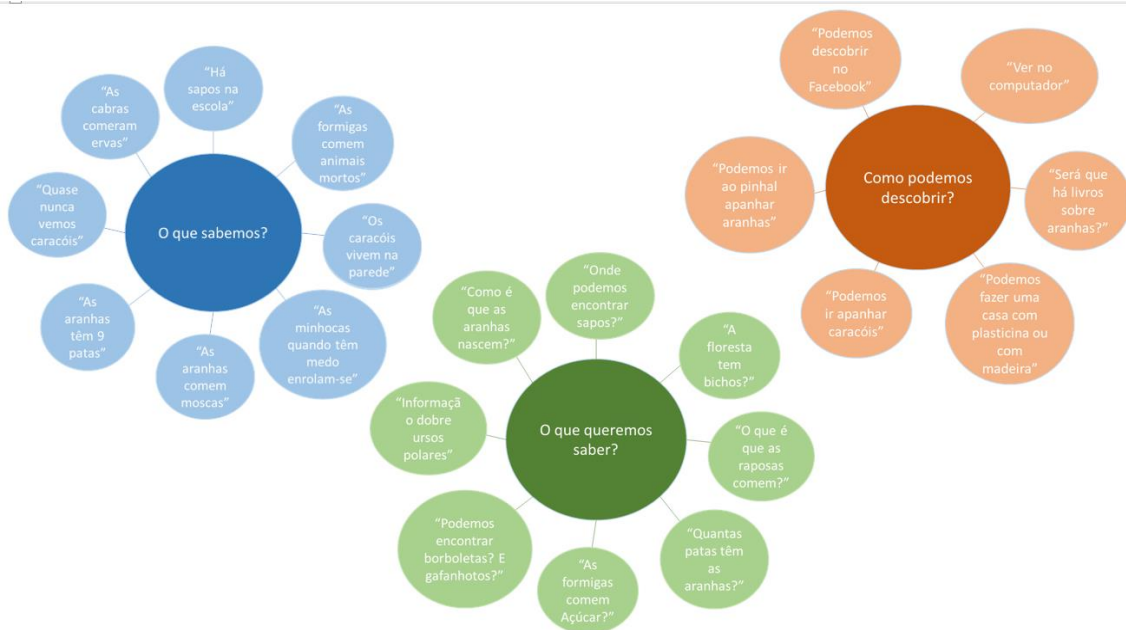 O que sabemos?
“Há
sapos na
escola”
“As
formigas
comem
animais
mortos”
“Os
caracóis
vivem na
parede”
“As
minhocas
quando têm
medo
enrolam-se”
“As
aranhas
comem
moscas”
“As
aranhas
têm 9
patas”
“Quase
nunca
vemos
caracóis”
“As
cabras
comeram
ervas”
O que queremos
saber?
“Onde
podemos
encontrar
sapos?”
“A
floresta
tem
bichos?”
“O que é
que as
raposas
comem?”
“Quantas
patas têm
as
aranhas?”
“As
formigas
comem
Açúcar?”
“Podemos
encontrar
borboletas? E
gafanhotos?”
“Informaçã
o dobre
ursos
polares”
“Como é
que as
aranhas
nascem?”
Como podemos
descobrir?
“Podemos
descobrir
no
Facebook”
“Ver no
computador”
“Será que
há livros
sobre
aranhas?”
“Podemos
fazer uma
casa com
plasticina ou
com
madeira”
“Podemos
ir apanhar
caracóis”
“Podemos ir
ao pinhal
apanhar
aranhas”